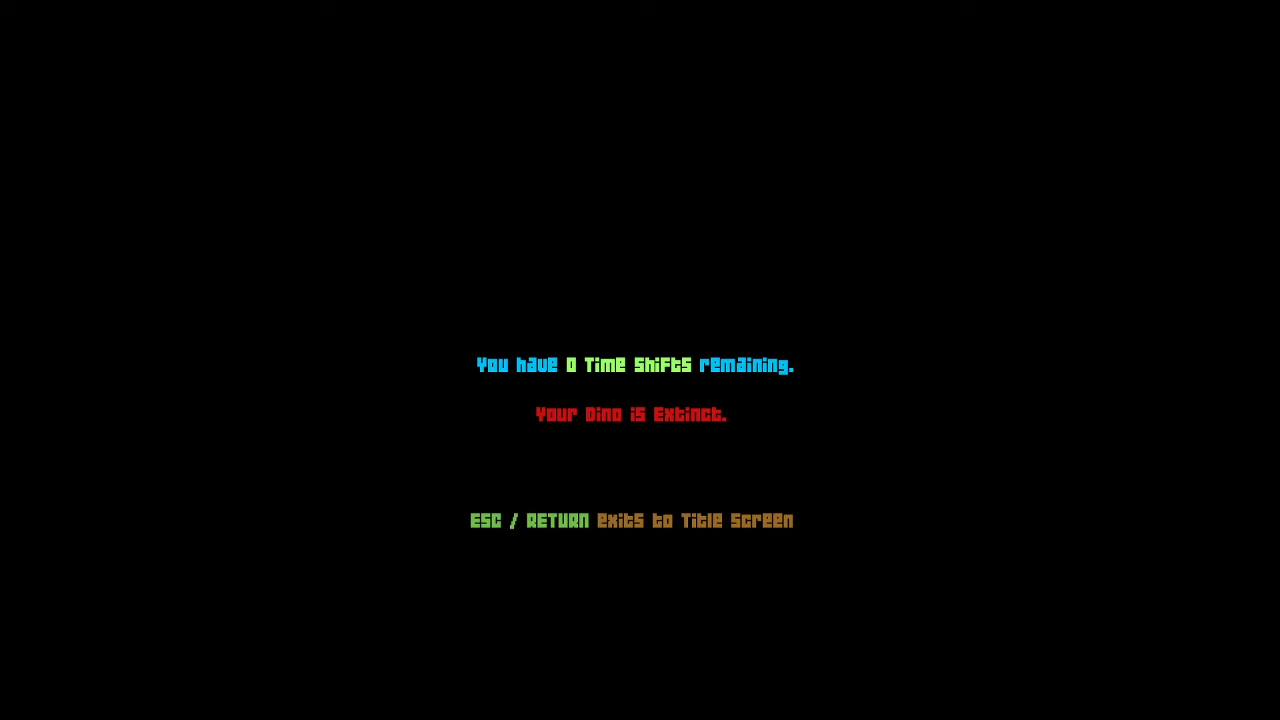 You have 0 Time Shifts remaining.
Your Dino is Extinct.
ESC / RETURN exits to Title Screen